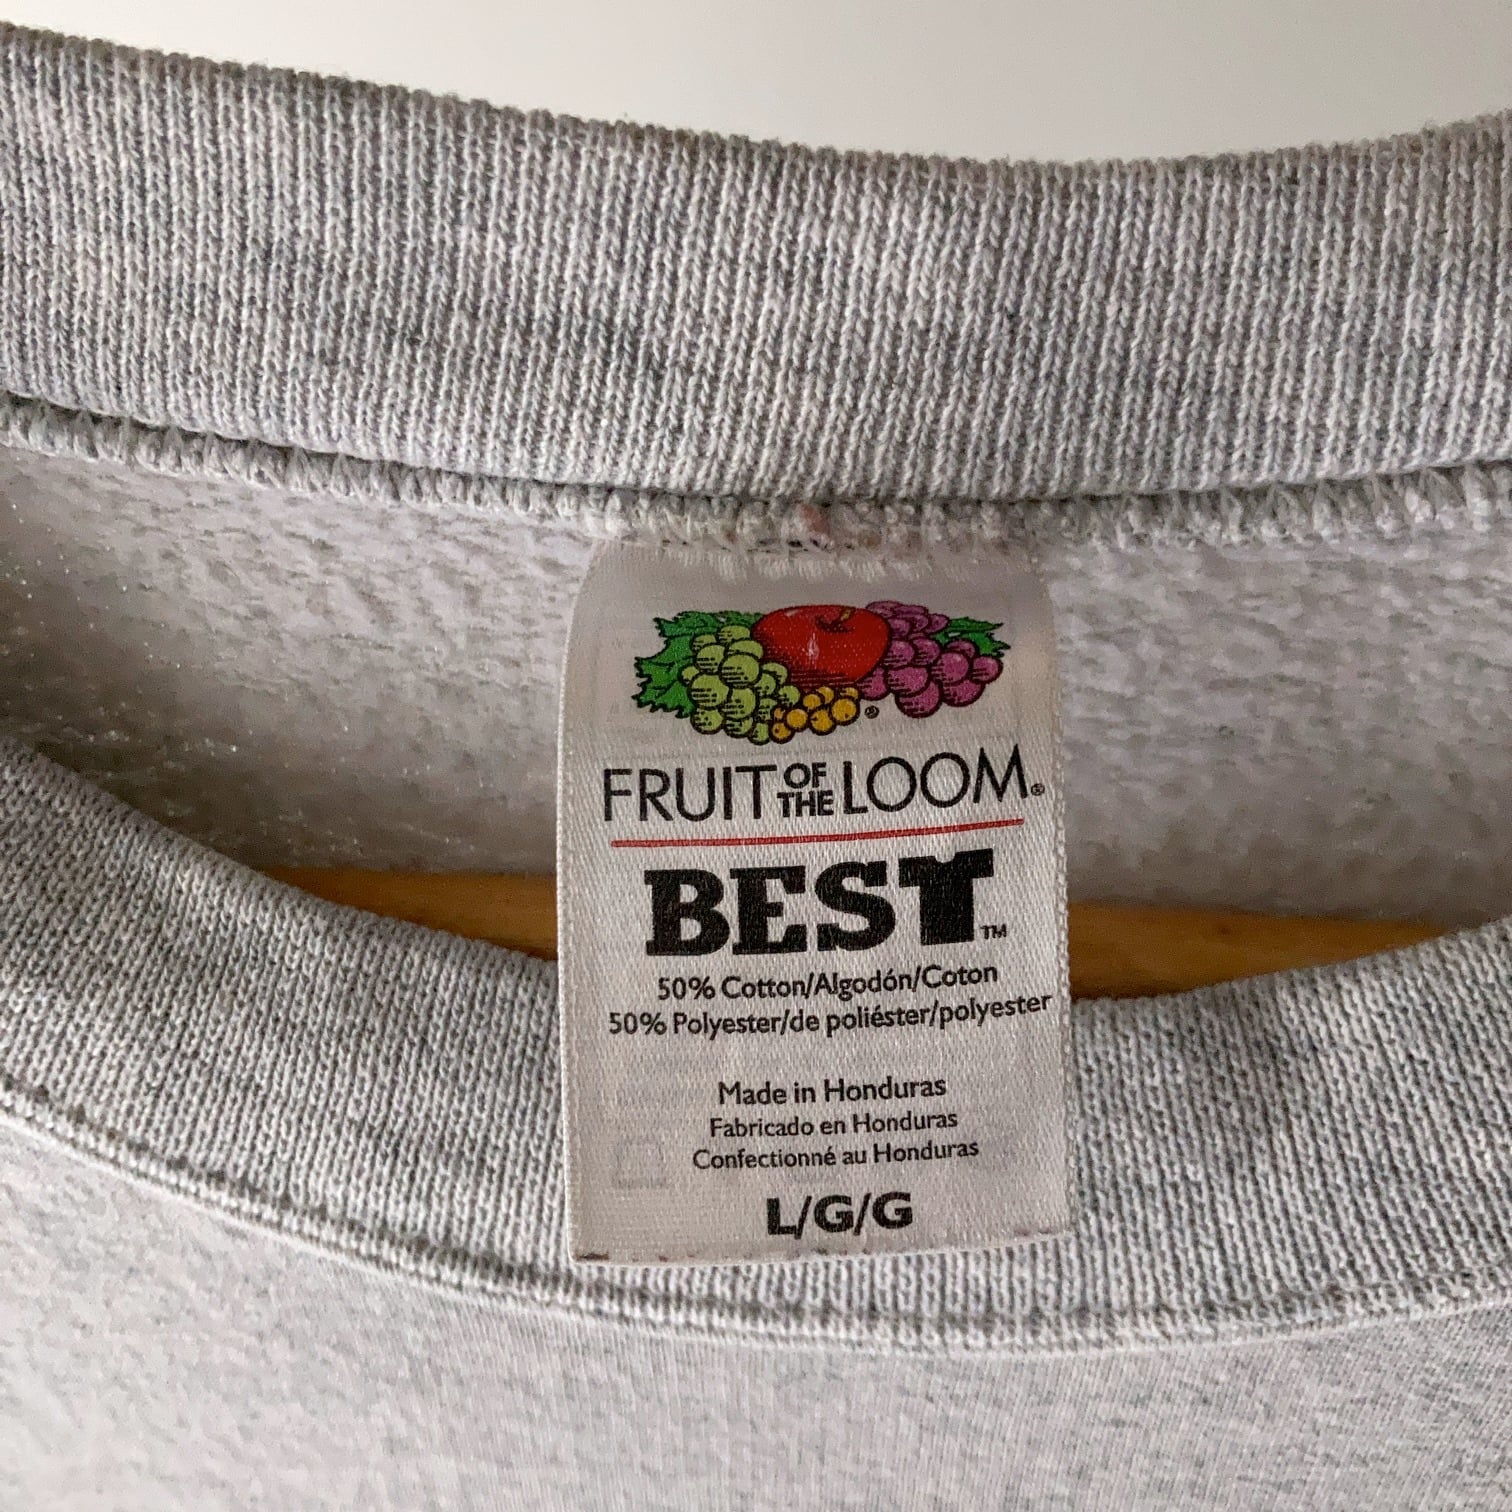 ®
FRUIT OF THE LOOM®
BEST™
50% Cotton/Algodón/Coton
50% Polyester/de poliéster/polyester
Made in Honduras
Fabricado en Honduras
Confectionné au Honduras
L/G/G